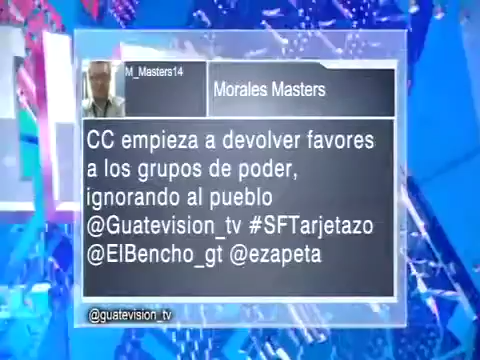 M_Masters14
Morales Masters
CC empieza a devolver favores
a los grupos de poder,
ignorando al pueblo
@Guatevision_tv #SFTarjetazo
@ElBencho_gt @ezapeta
@guatevision_tv